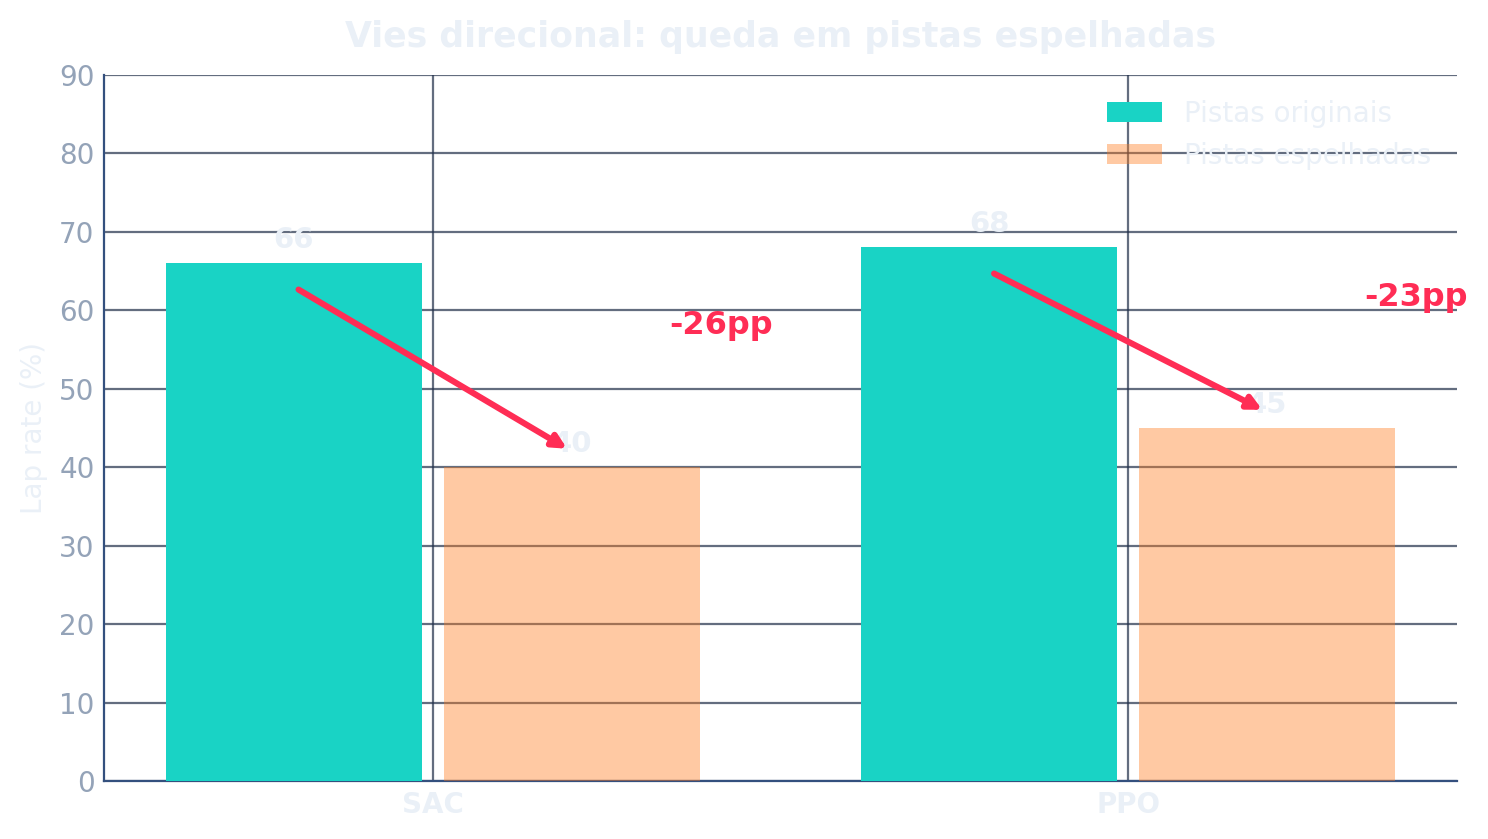 Vies direcional: queda em pistas espelhadas
90
80
70
60
50
40
30
20
10
0
Lap rate (%)
Pistas originais
Pistas espelhadas
66
40
68
45
-26pp
-23pp
SAC
PPO